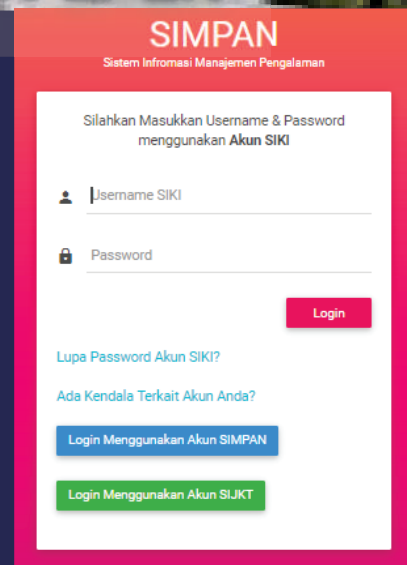 SIMPAN
Sistem Infromasi Manajemen Pengalaman
Silahkan Masukkan Username & Password
menggunakan Akun SIKI
Username SIKI
Password
Login
Lupa Password Akun SIKI?
Ada Kendala Terkait Akun Anda?
Login Menggunakan Akun SIMPAN
Login Menggunakan Akun SIJKT